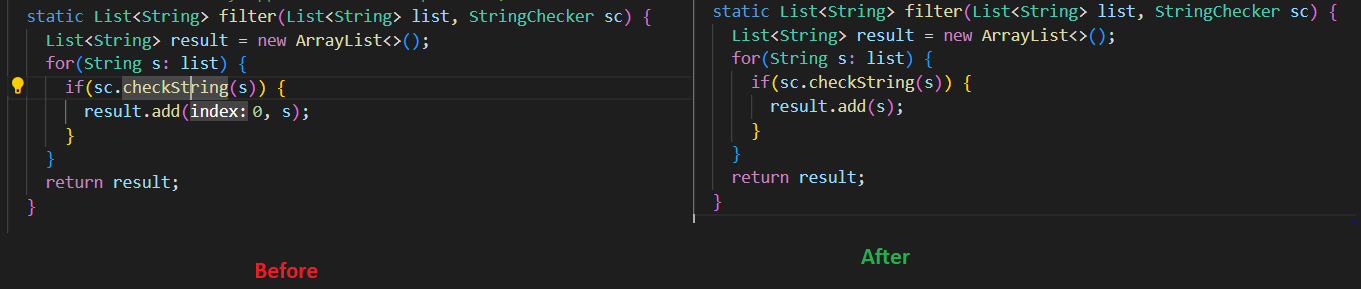 static List<String> filter(List<String> list, StringChecker sc) {
  List<String> result = new ArrayList<>();
  for(String s: list) {
    if(sc.checkString(s)) {
      result.add(index: 0, s);
    }
  }
  return result;
}
Before
static List<String> filter(List<String> list, StringChecker sc) {
  List<String> result = new ArrayList<>();
  for(String s: list) {
    if(sc.checkString(s)) {
      result.add(s);
    }
  }
  return result;
}
After